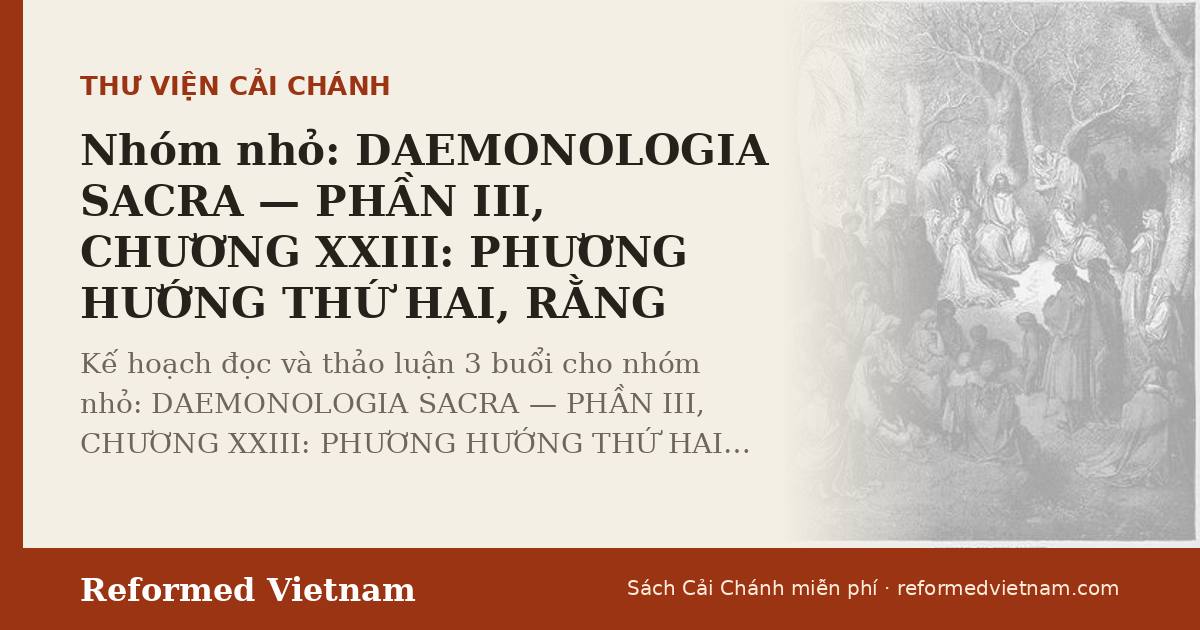 THƯ VIỆN CẢI CHÁNH
Nhóm nhỏ: DAEMONOLOGIA
SACRA — PHẦN III,
CHƯƠNG XXIII: PHƯƠNG
HƯỚNG THỨ HAI, RẰNG
Kế hoạch đọc và thảo luận 3 buổi cho nhóm
nhỏ: DAEMONOLOGIA SACRA — PHẦN III,
CHƯƠNG XXIII: PHƯƠNG HƯỚNG THỨ HAI…
Reformed Vietnam
Sách Cải Chánh miễn phí · reformedvietnam.com